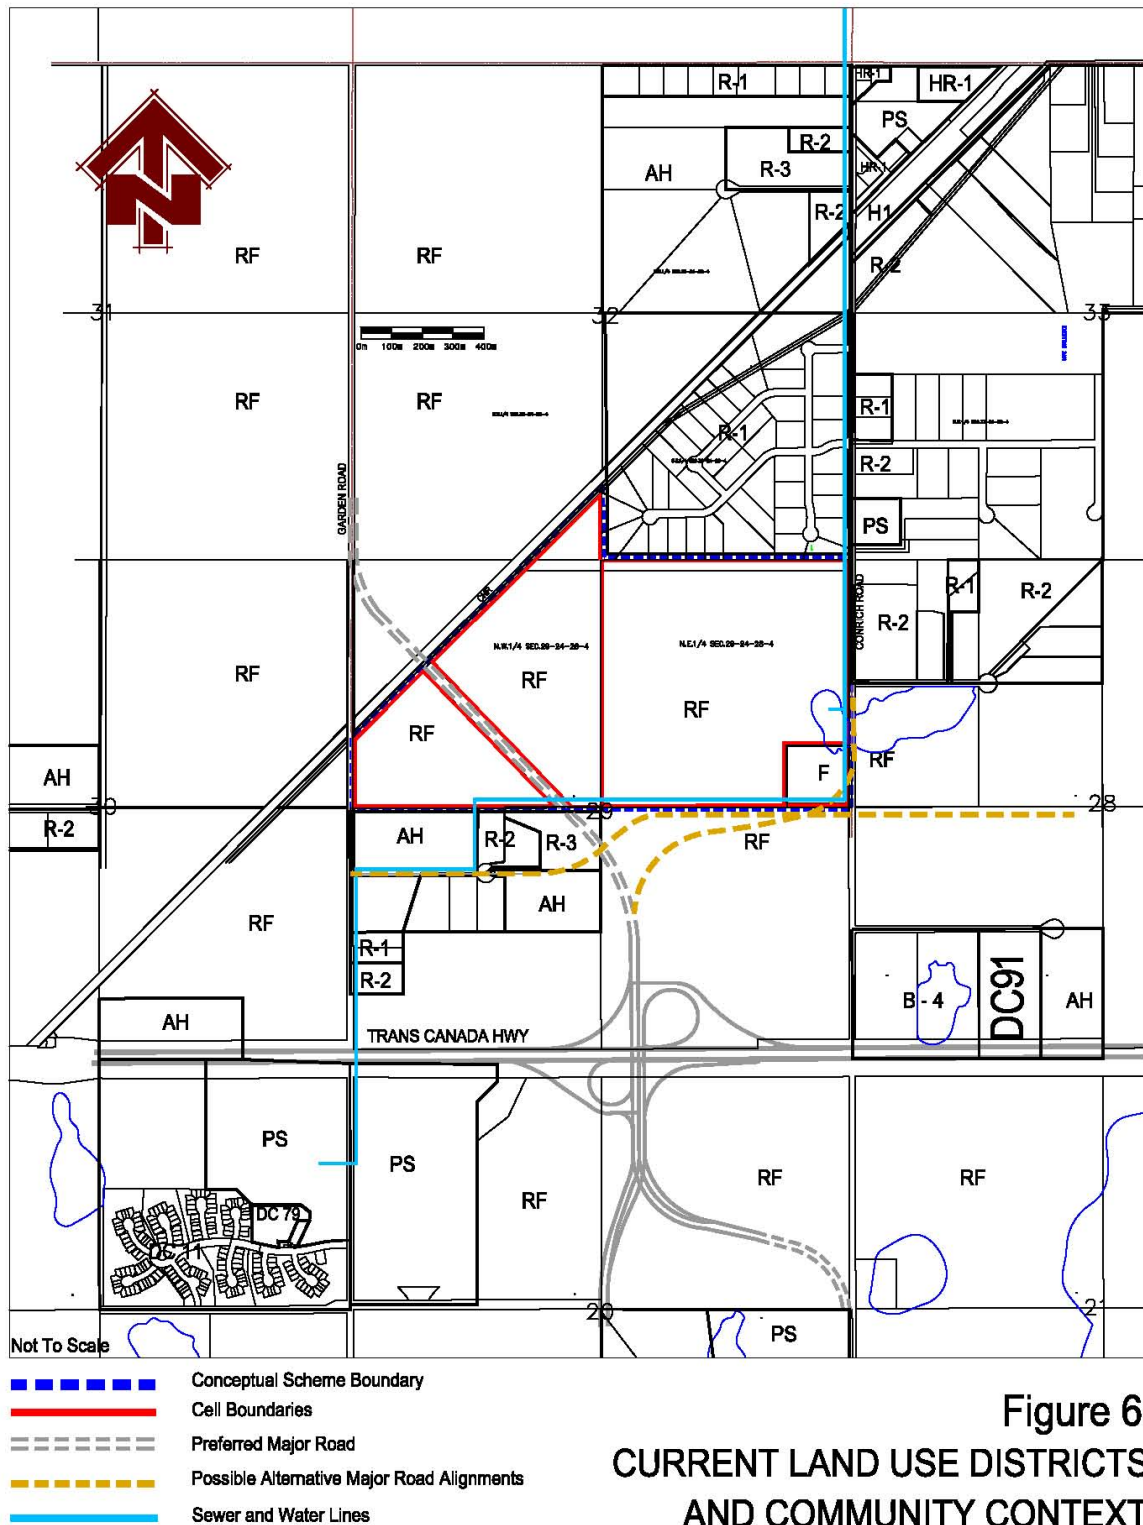 R-1
HR-1
HR-1
PS
R-2
R-3
AH
HR-1
R-2
H1
R-2
RF
RF
31
32
33
0m 100m 200m 300m 400m
RF
RF
R-1
R-1
R-2
PS
GARDEN ROAD
CNR
CONRICH ROAD
R-1
R-2
R-2
N.W.1/4 SEC.29-24-28-4
N.E.1/4 SEC.29-24-28-4
RF
RF
RF
RF
RF
F
AH
30
29
28
R-2
AH
R-2
R-3
RF
AH
RF
R-1
R-2
B - 4
DC91
AH
AH
TRANS CANADA HWY
PS
PS
RF
RF
RF
DC 79
DC 11
20
21
PS
Not To Scale
Conceptual Scheme Boundary
Cell Boundaries
Preferred Major Road
Possible Alternative Major Road Alignments
Sewer and Water Lines
Figure 6
CURRENT LAND USE DISTRICTS
AND COMMUNITY CONTEXT